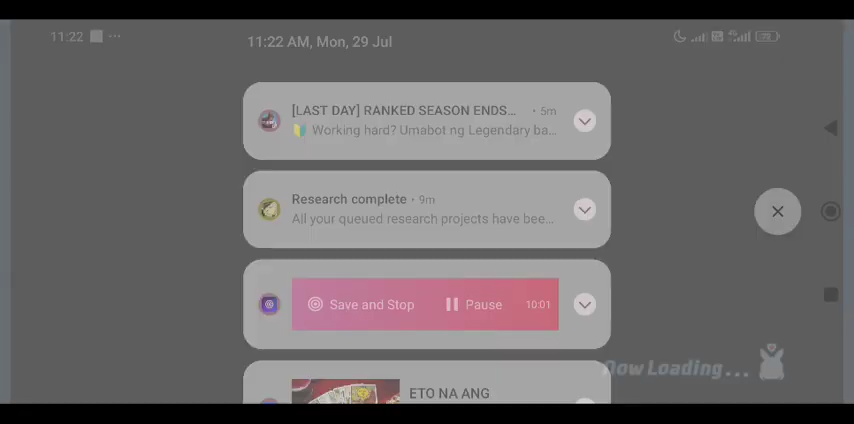 11:22
11:22 AM, Mon, 29 Jul
[LAST DAY] RANKED SEASON ENDS... • 5m
Working hard? Umabot ng Legendary ba...
Research complete • 9m
All your queued research projects have bee...
Save and Stop Pause 10:01
Now Loading...
ETO NA ANG